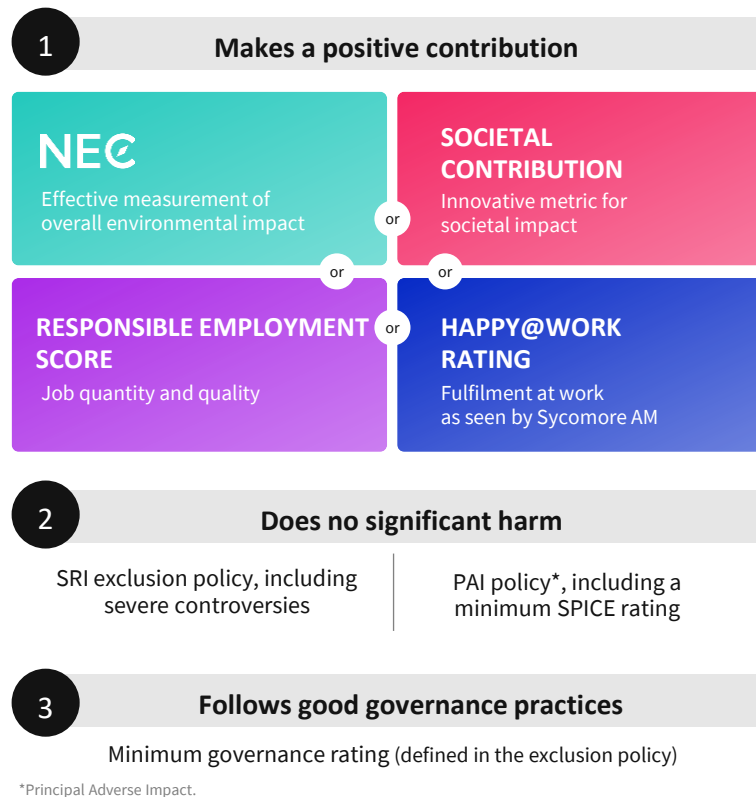 1
Makes a positive contribution
NEC
Effective measurement of
overall environmental impact
SOCIETAL
CONTRIBUTION
Innovative metric for
societal impact
or
or
or
RESPONSIBLE EMPLOYMENT
SCORE
Job quantity and quality
or
HAPPY@WORK
RATING
Fulfilment at work
as seen by Sycomore AM
2
Does no significant harm
SRI exclusion policy, including
severe controversies
PAI policy*, including a
minimum SPICE rating
3
Follows good governance practices
Minimum governance rating (defined in the exclusion policy)
*Principal Adverse Impact.